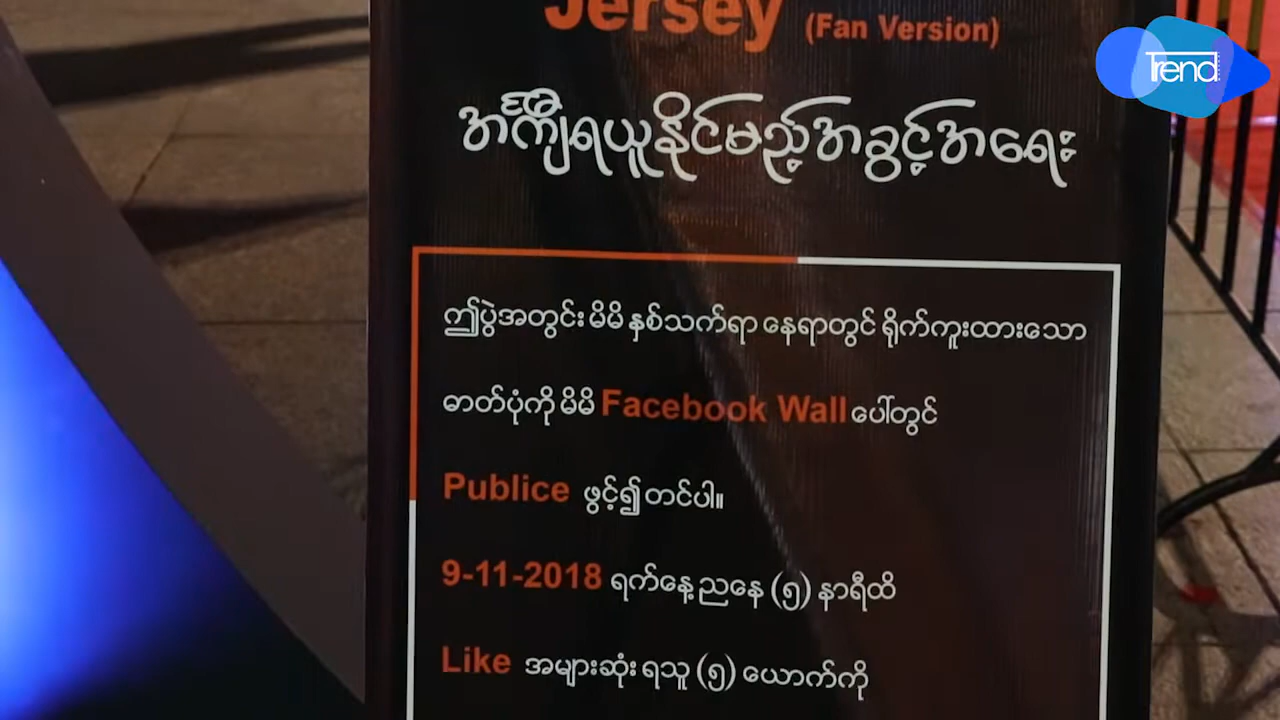 Jersey (Fan Version)
အင်္ကျီရယူနိုင်မည့်အခွင့်အရေး
ဤပွဲအတွင်း မိမိ နှစ်သက်ရာ နေရာတွင် ရိုက်ကူးထားသော
ဓာတ်ပုံကို မိမိ Facebook Wall ပေါ်တွင်
Publice ဖွင့်၍ တင်ပါ။
9-11-2018 ရက်နေ့ ညနေ (၅) နာရီထိ
Like အများဆုံး ရသူ (၅) ယောက်ကို
Trend